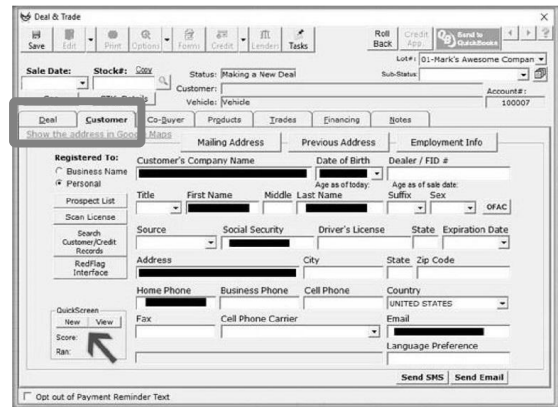 Deal & Trade
Save Edit Print Options Forms Credit Lenders Tasks Roll Back Credit App Send to QuickBooks
Lot#: 01-Mark's Awesome Compan
Sale Date: Stock#: Copy Status: Making a New Deal Sub-Status:
Customer: Account#:
Vehicle: Vehicle 100007
Deal Customer Co-Buyer Products Trades Financing Notes
Show the address in Google Maps
Mailing Address Previous Address Employment Info
Registered To: Customer's Company Name Date of Birth Dealer / FID #
Business Name
Personal Age as of today: Age as of sale date:
Prospect List Title First Name Middle Last Name Suffix Sex
OFAC
Scan License
Search Customer/Credit Records Source Social Security Driver's License State Expiration Date
RedFlag Interface Address City State Zip Code
Home Phone Business Phone Cell Phone Country
UNITED STATES
QuickScreen
New View Fax Cell Phone Carrier Email
Score:
Ran: Language Preference
Send SMS Send Email
Opt out of Payment Reminder Text